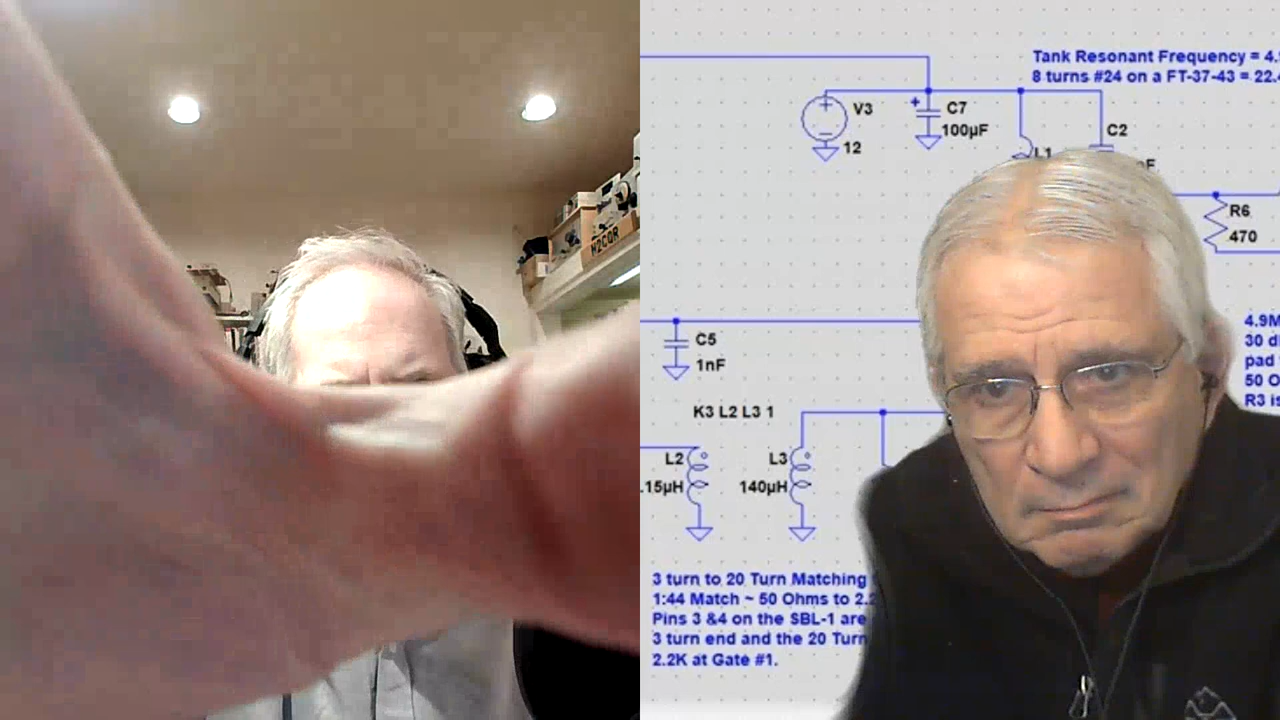 N2CQR
Tank Resonant Frequency = 4.
8 turns #24 on a FT-37-43 = 22.
V3
12
C7
100µF
C2
L1
R6
470
C5
1nF
K3 L2 L3 1
L2
.15µH
L3
140µH
4.9M
30 d
pad
50 O
R3 is
3 turn to 20 Turn Matching
1:44 Match ~ 50 Ohms to 2.2
Pins 3 &4 on the SBL-1 are
3 turn end and the 20 Turn
2.2K at Gate #1.